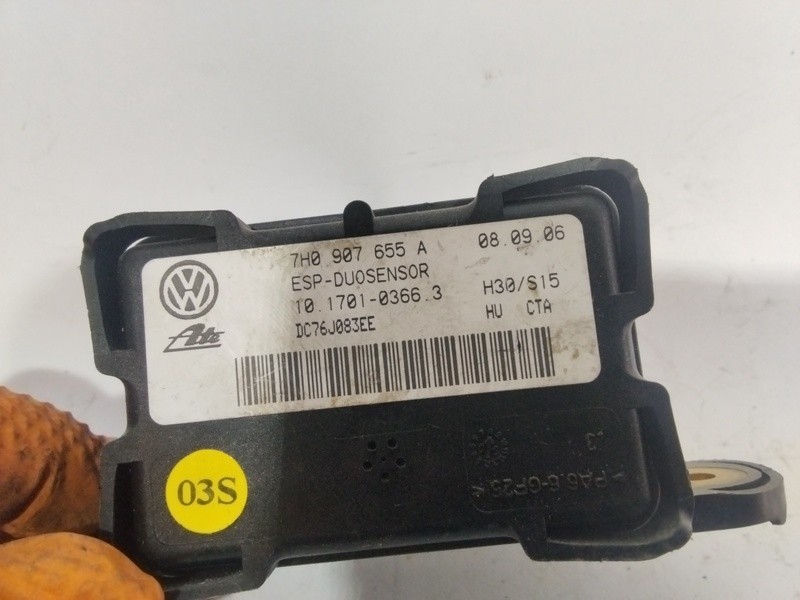 7H0 907 655 A 08.09.06
ESP-DUOSENSOR
10.1701-0366.3 H30/S15
DC76J083EE HU CTA
Ate
03S
>PA6.6-GF25<